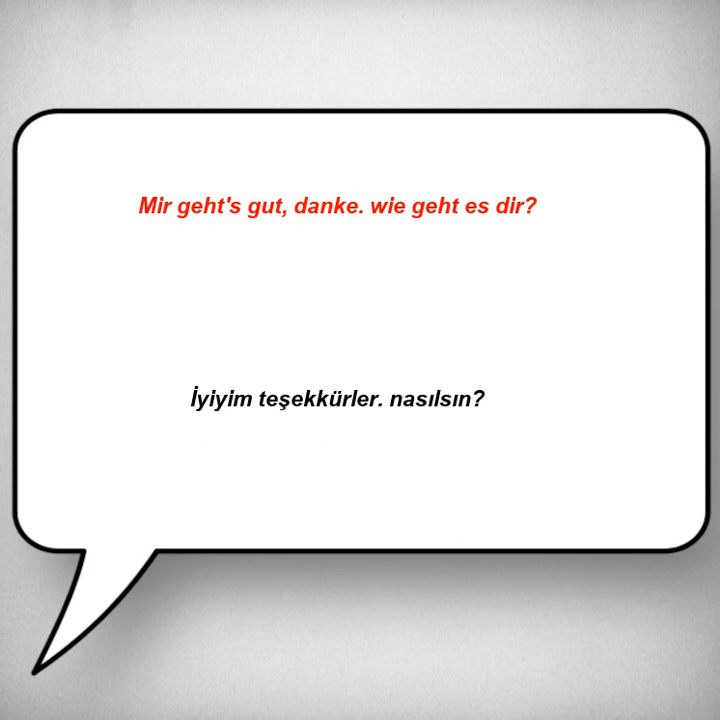 Mir geht's gut, danke. wie geht es dir?
İyiyim teşekkürler. nasılsın?